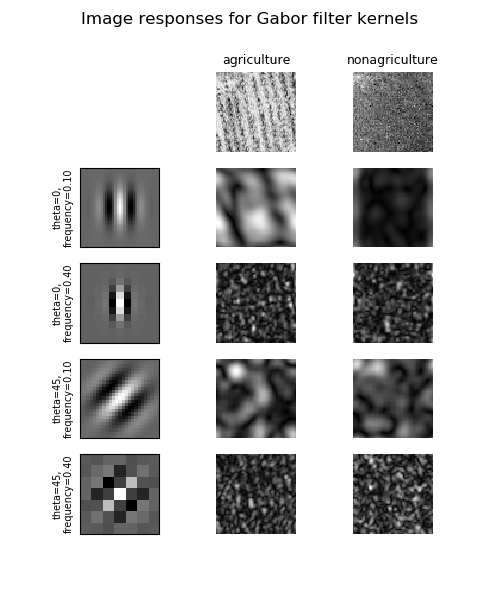 Image responses for Gabor filter kernels
agriculture
nonagriculture
theta=0,
frequency=0.10
theta=0,
frequency=0.40
theta=45,
frequency=0.10
theta=45,
frequency=0.40